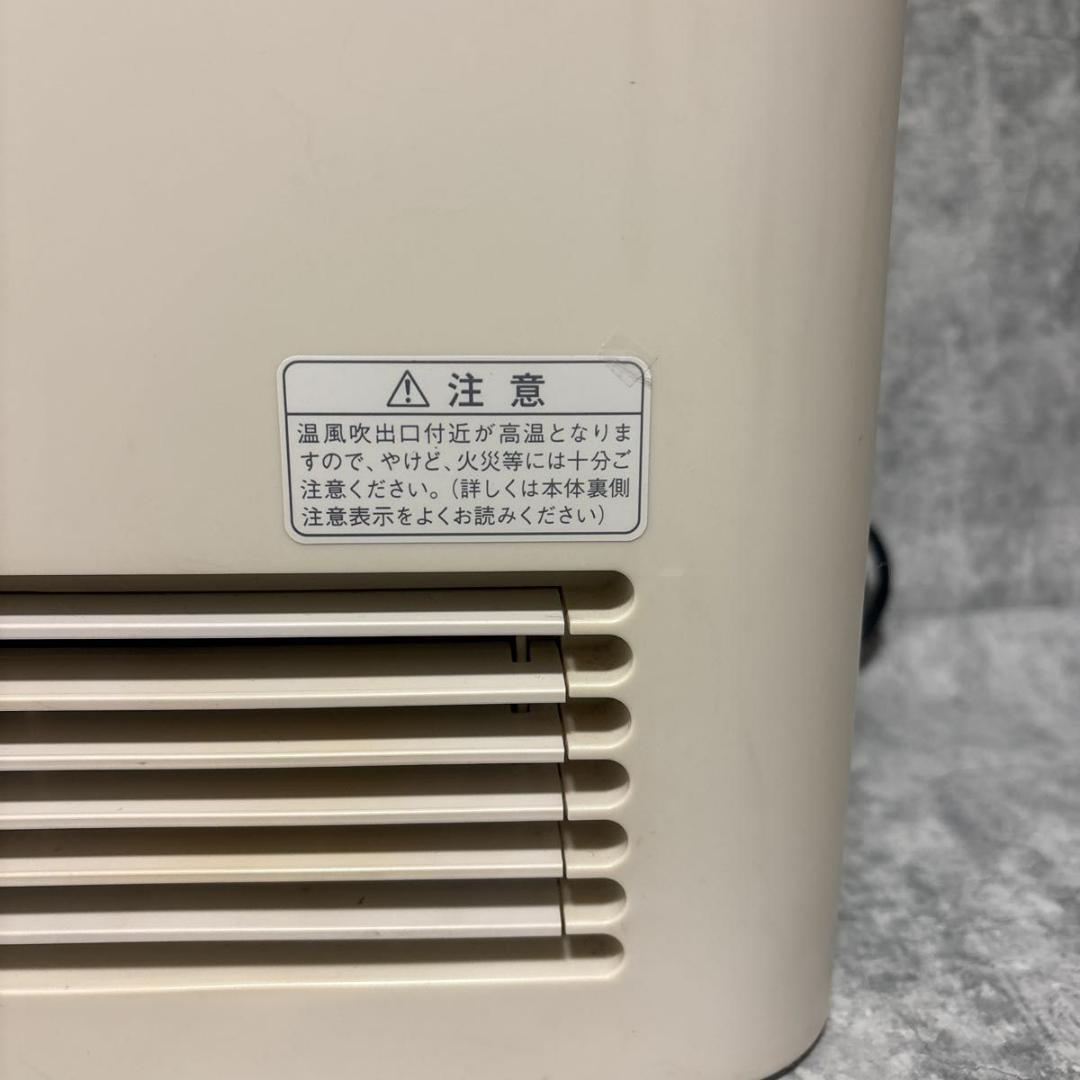 ⚠ 注意
温風吹出口付近が高温となりま
すので、やけど、火災等には十分ご
注意ください。(詳しくは本体裏側
注意表示をよくお読みください)